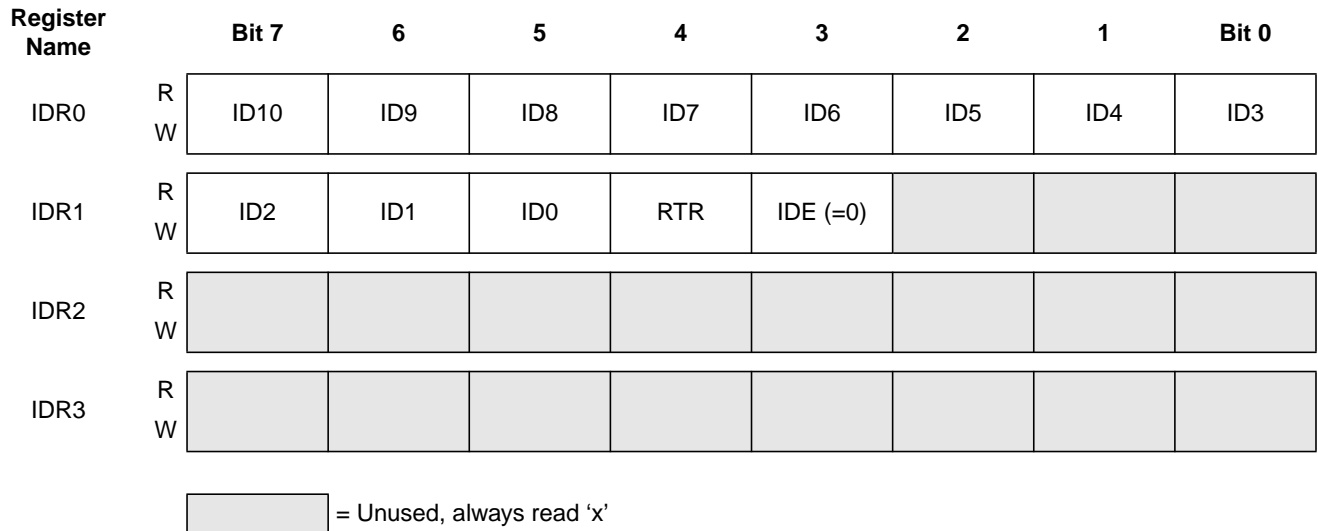 Register Name Bit 7 6 5 4 3 2 1 Bit 0
IDR0 R W ID10 ID9 ID8 ID7 ID6 ID5 ID4 ID3
IDR1 R W ID2 ID1 ID0 RTR IDE (=0)
IDR2 R W
IDR3 R W
= Unused, always read ‘x’